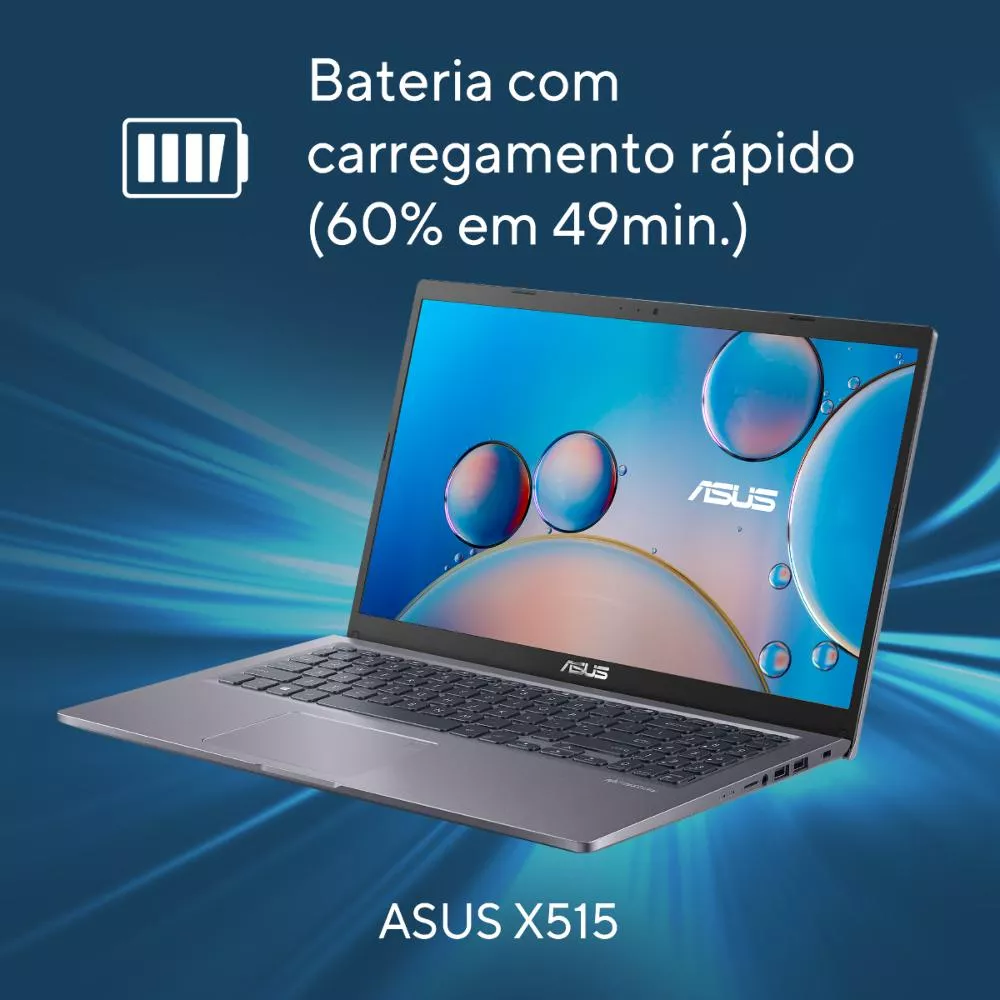 Bateria com
carregamento rápido
(60% em 49min.)
ASUS
ASUS
ASUS X515